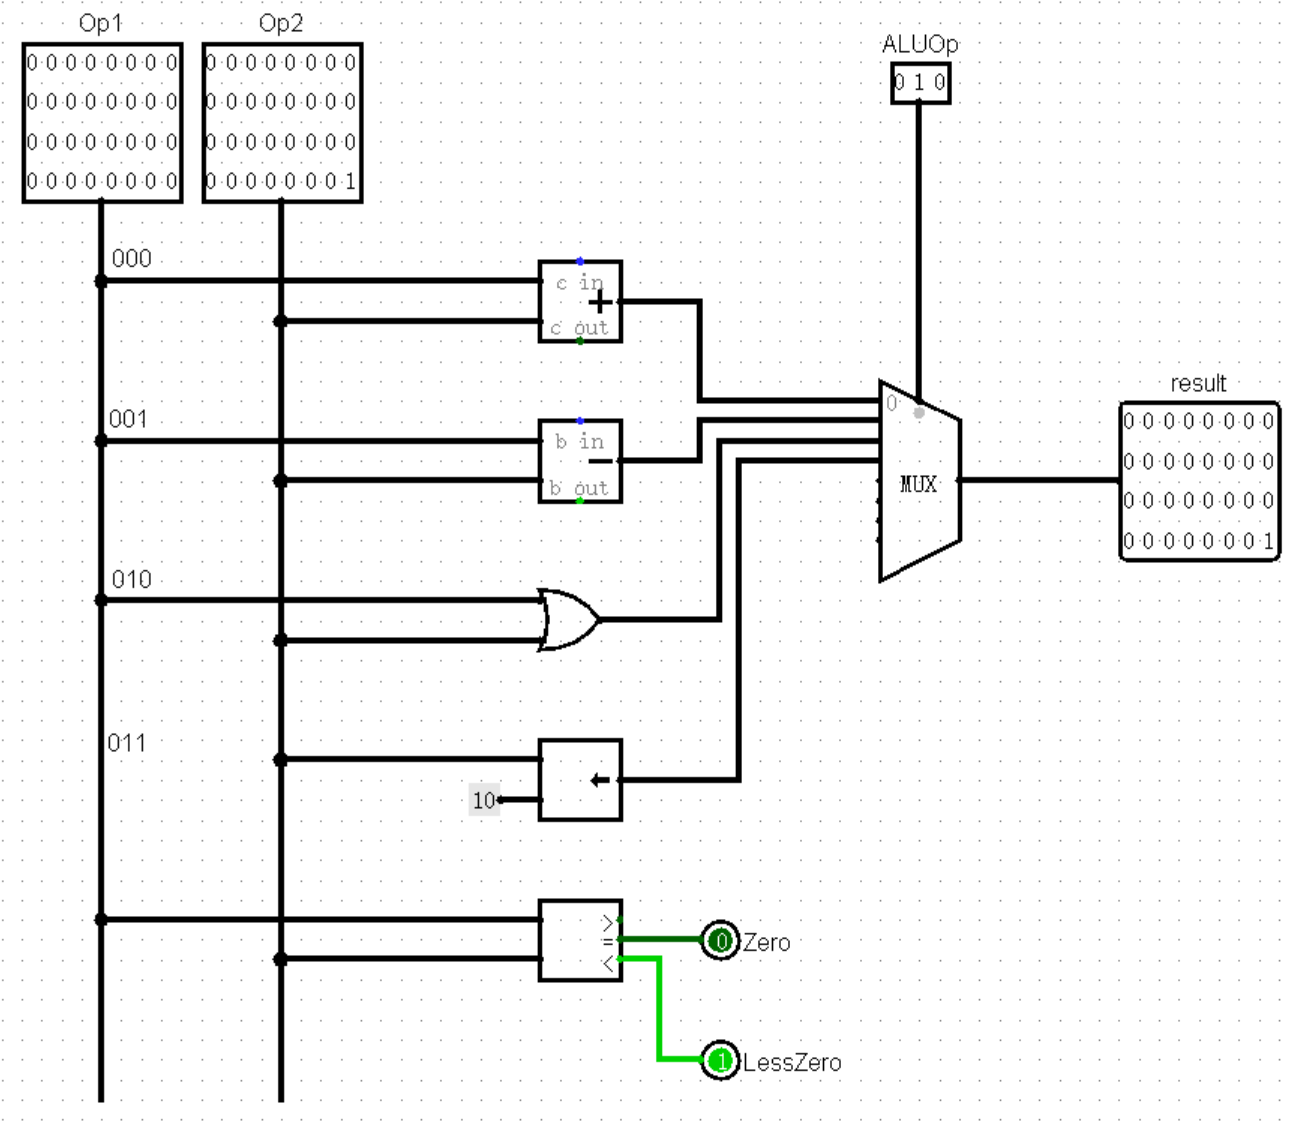 Op1
Op2
0 0 0 0 0 0 0 0
0 0 0 0 0 0 0 0
0 0 0 0 0 0 0 0
0 0 0 0 0 0 0 0
0 0 0 0 0 0 0 0
0 0 0 0 0 0 0 0
0 0 0 0 0 0 0 0
0 0 0 0 0 0 0 1
ALUOp
0 1 0
000
c in
+
c out
001
b in
−
b out
010
011
10
←
0
MUX
result
0 0 0 0 0 0 0 0
0 0 0 0 0 0 0 0
0 0 0 0 0 0 0 0
0 0 0 0 0 0 0 1
>
=
<
0 Zero
1 LessZero